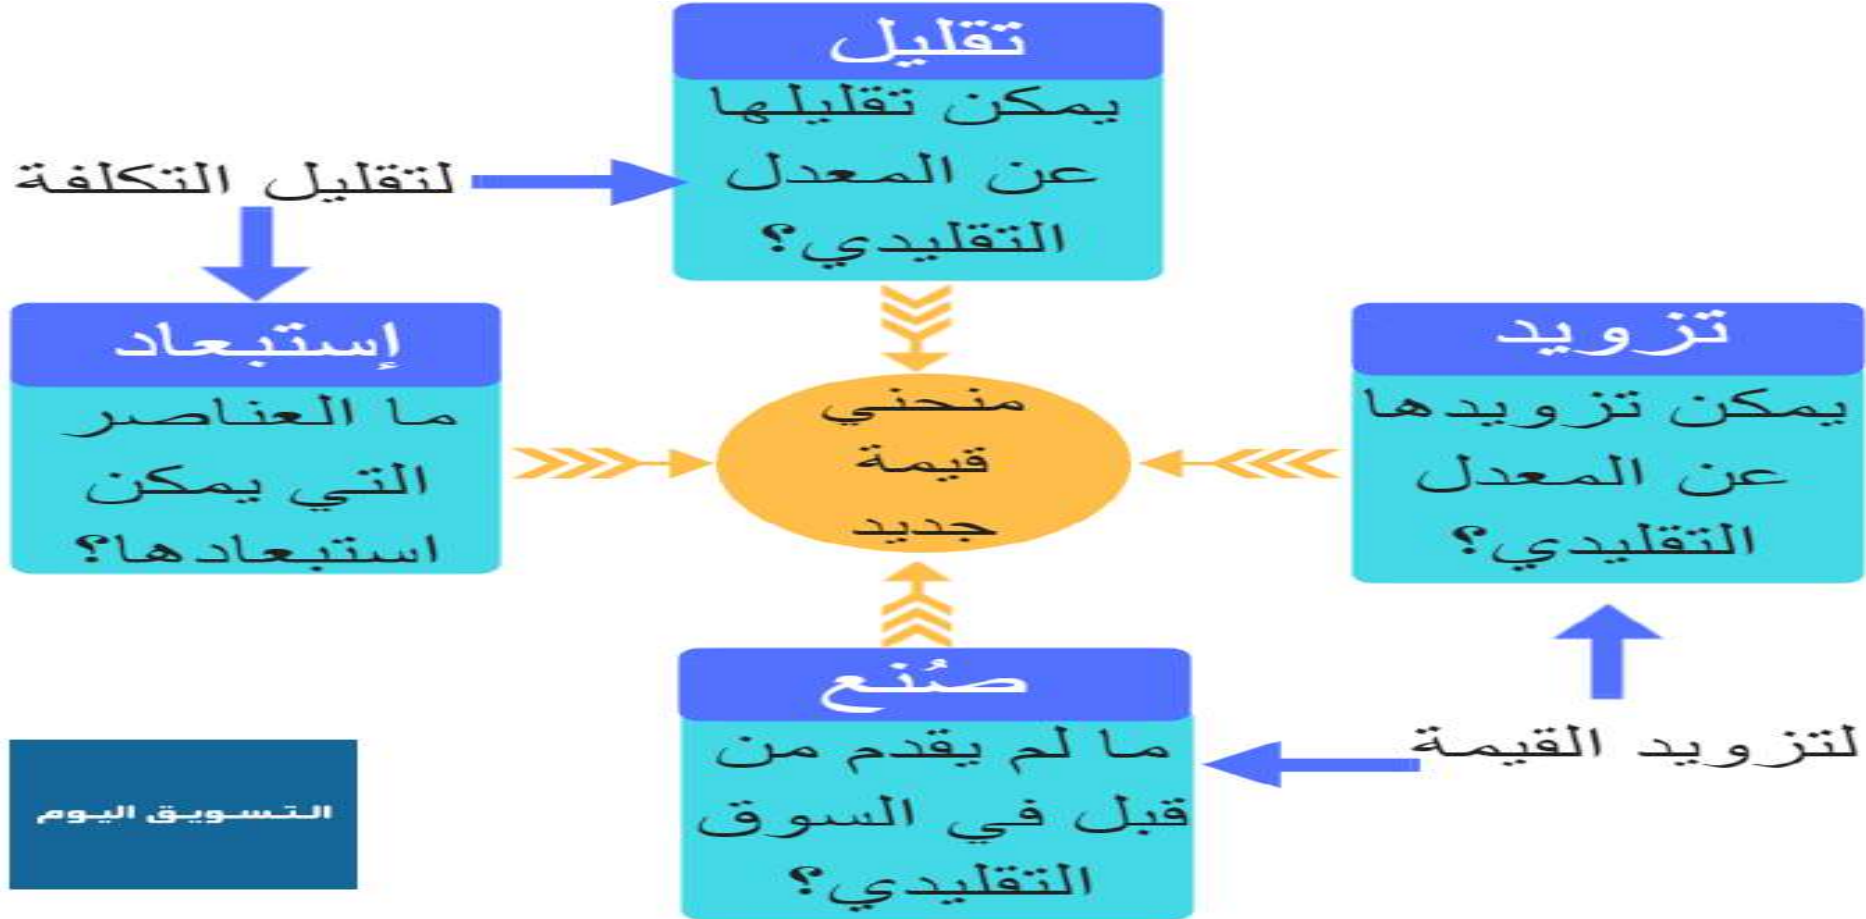 تقليل
يمكن تقليلها
عن المعدل
التقليدي؟
لتقليل التكلفة
تزويد
يمكن تزويدها
عن المعدل
التقليدي؟
منحني
قيمة
جديد
إستبعاد
ما العناصر
التي يمكن
استبعادها؟
صُنع
ما لم يقدم من
قبل في السوق
التقليدي؟
لتزويد القيمة
التسويق اليوم